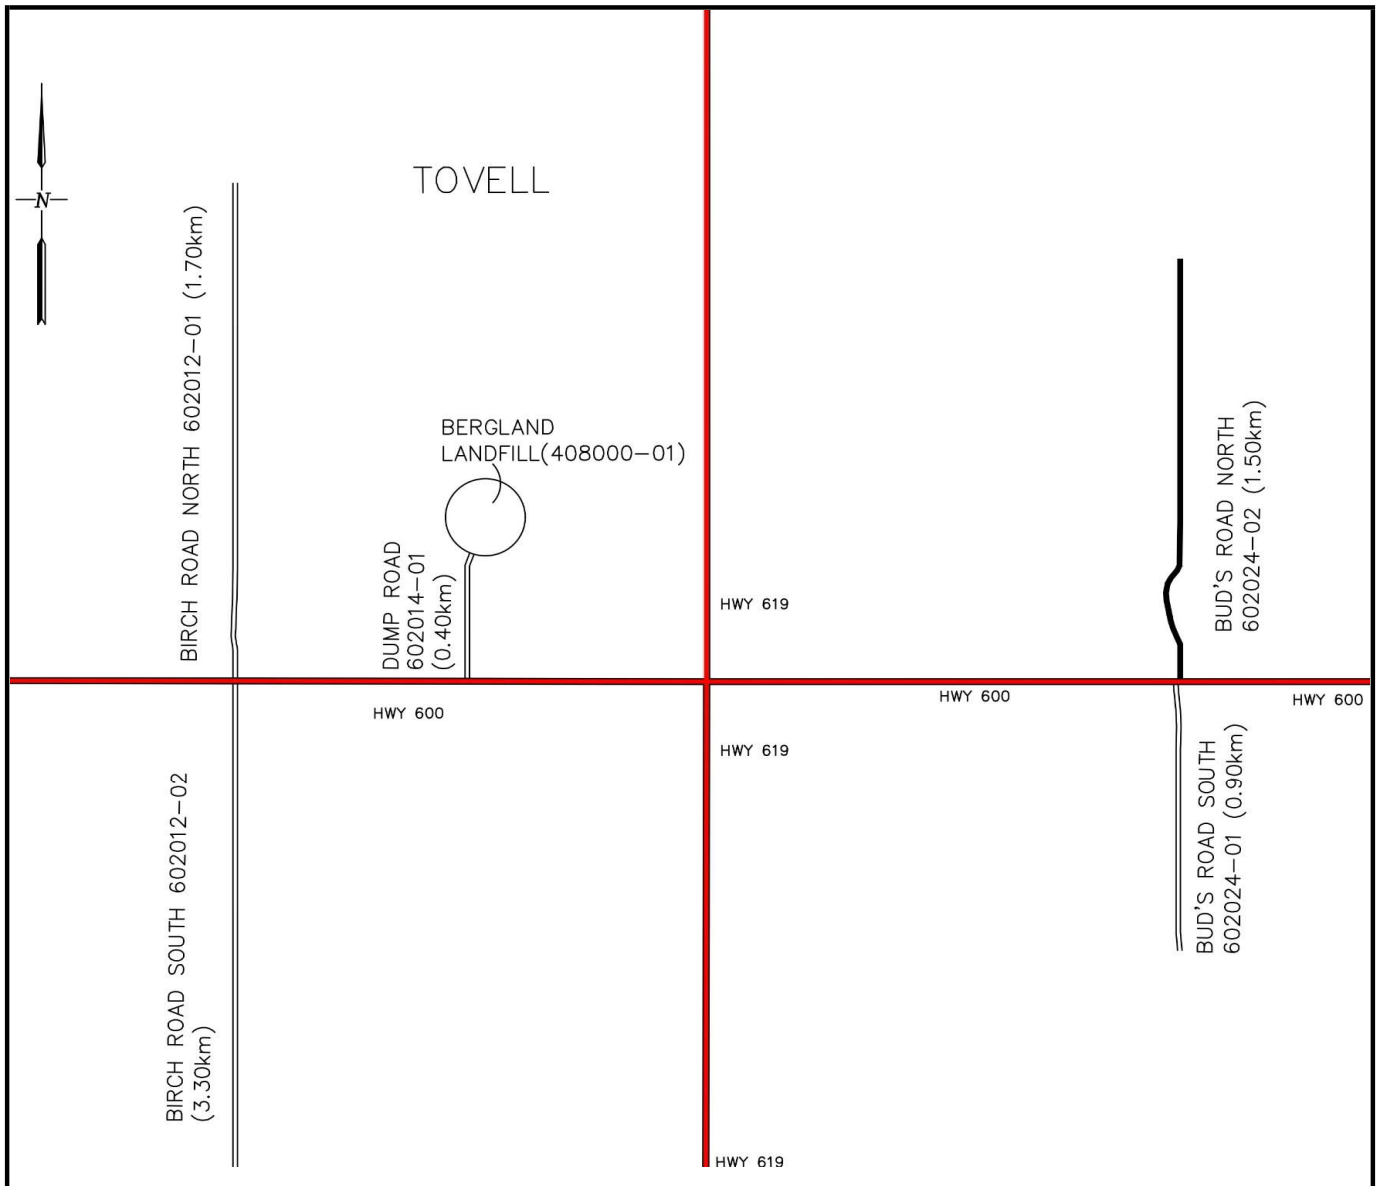 N
TOVELL
BIRCH ROAD NORTH 602012-01 (1.70km)
BERGLAND
LANDFILL(408000-01)
DUMP ROAD
602014-01
(0.40km)
HWY 619
BUD'S ROAD NORTH
602024-02 (1.50km)
HWY 600
HWY 600
HWY 600
HWY 619
BIRCH ROAD SOUTH 602012-02
(3.30km)
BUD'S ROAD SOUTH
602024-01 (0.90km)
HWY 619